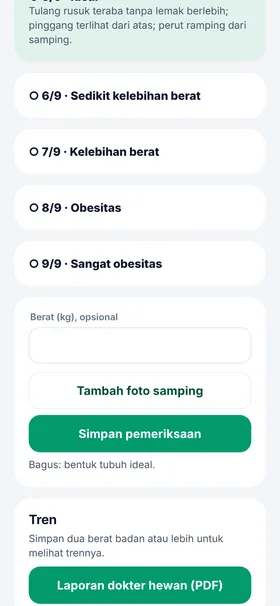 Tulang rusuk teraba tanpa lemak berlebih;
pinggang terlihat dari atas; perut ramping dari
samping.
6/9 · Sedikit kelebihan berat
7/9 · Kelebihan berat
8/9 · Obesitas
9/9 · Sangat obesitas
Berat (kg), opsional
Tambah foto samping
Simpan pemeriksaan
Bagus: bentuk tubuh ideal.
Tren
Simpan dua berat badan atau lebih untuk
melihat trennya.
Laporan dokter hewan (PDF)